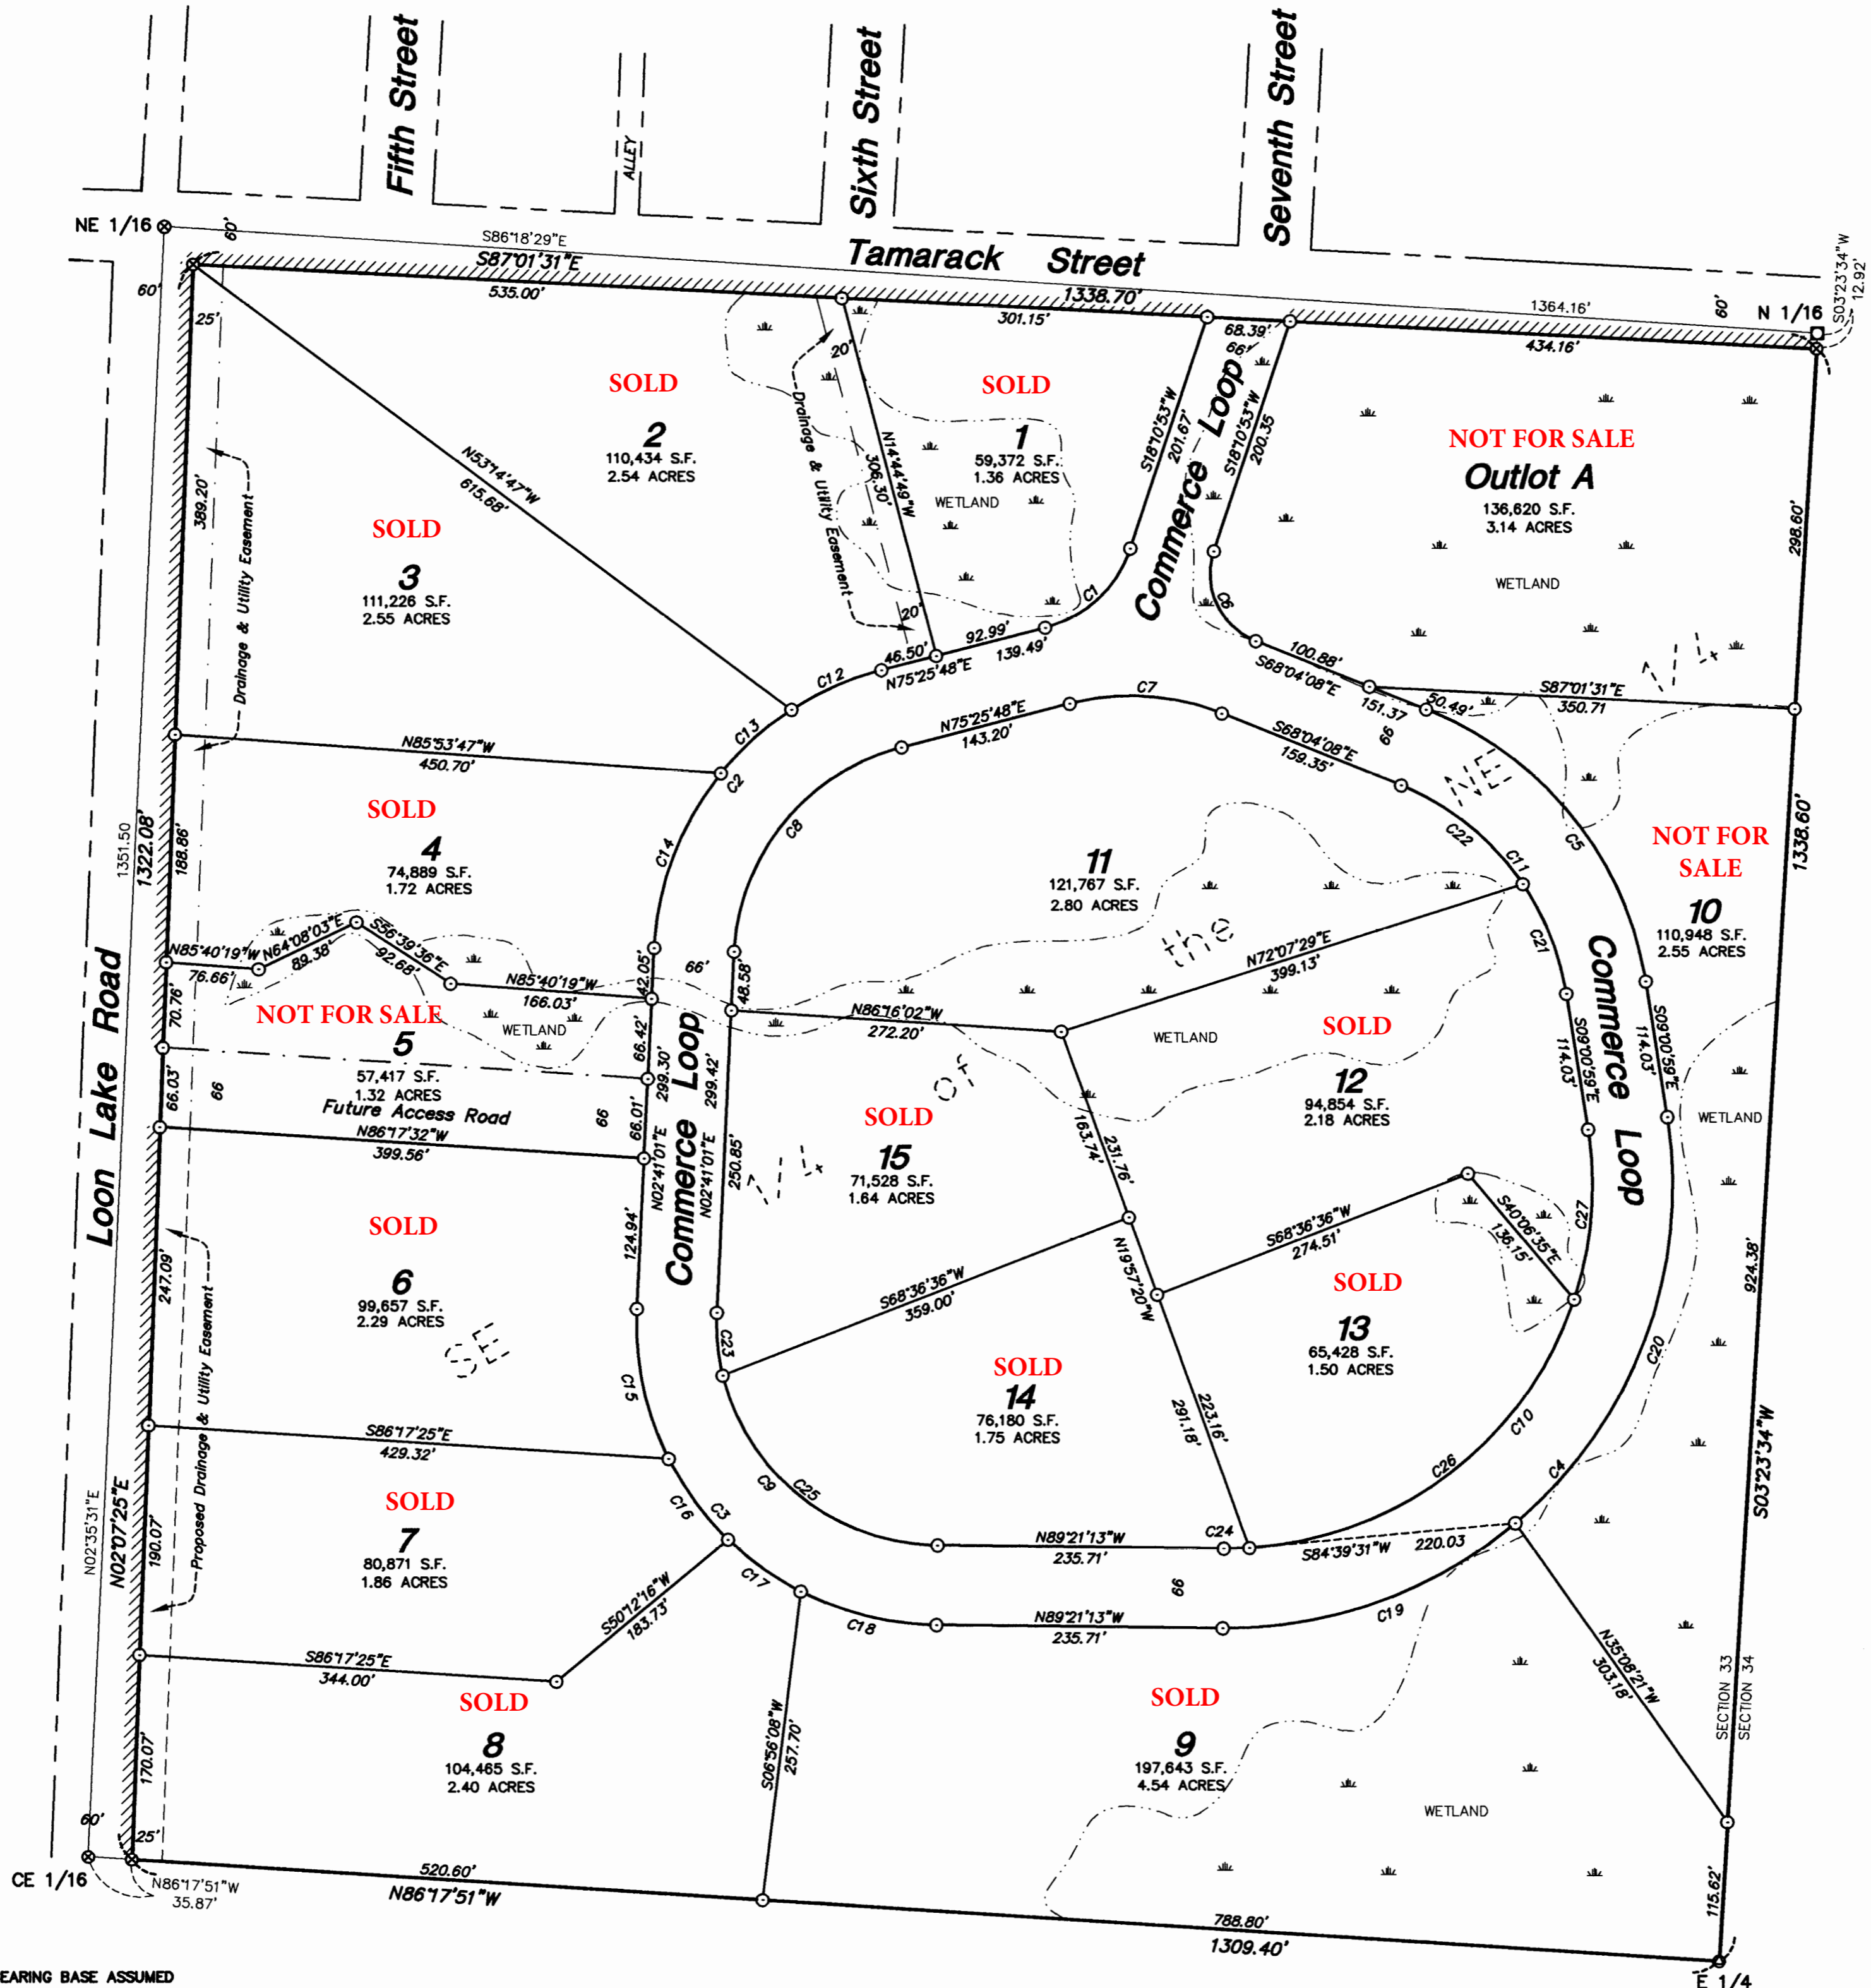 Fifth Street
ALLEY
Sixth Street
Seventh Street
NE 1/16
60'
S86°18'29"E
S87°01'31"E
Tamarack Street
1338.70'
1364.16'
60'
N 1/16
S03°23'34"W
12.92'
60'
25'
535.00'
301.15'
68.39'
66'
434.16'
20'
SOLD
2
110,434 S.F.
2.54 ACRES
SOLD
1
59,372 S.F.
1.36 ACRES
WETLAND
NOT FOR SALE
Outlot A
136,620 S.F.
3.14 ACRES
WETLAND
298.60'
N53°14'47"W
615.68'
Drainage & Utility Easement
N14°44'49"W
306.30'
S18°10'53"W
201.67'
Commerce Loop
S18°10'53"W
200.35
389.20'
Drainage & Utility Easement
SOLD
3
111,226 S.F.
2.55 ACRES
20'
C1
C6
C12
46.50'
92.99'
N75°25'48"E
139.49'
100.88'
S68°04'08"E
151.37
50.49'
66
S87°01'31"E
350.71
N85°53'47"W
450.70'
C13
C2
C7
N75°25'48"E
143.20'
S68°04'08"E
159.35'
C8
C22
C11
C5
C14
SOLD
4
74,889 S.F.
1.72 ACRES
11
121,767 S.F.
2.80 ACRES
NE
1/4
the
NOT FOR
SALE
10
110,948 S.F.
2.55 ACRES
1338.60'
1351.50
1322.08'
188.86'
N72°07'29"E
399.13'
C21
N85°40'19"W
76.66'
N64°08'03"E
89.38'
S56°39'36"E
92.68'
N85°40'19"W
166.03'
42.05'
66'
48.58'
N86°16'02"W
272.20'
NOT FOR SALE
5
57,417 S.F.
1.32 ACRES
WETLAND
Future Access Road
70.76'
66.03'
66
66
66.42'
66.01'
299.30'
N02°41'01"E
Commerce Loop
299.42'
N02°41'01"E
250.85'
N86°17'32"W
399.56'
Loon Lake Road
WETLAND
SOLD
12
94,854 S.F.
2.18 ACRES
Commerce Loop
S09°00'59"E
114.03'
S09°00'59"E
114.03'
WETLAND
of
1/4
SOLD
15
71,528 S.F.
1.64 ACRES
163.74'
231.76'
SOLD
6
99,657 S.F.
2.29 ACRES
SE
247.09'
Proposed Drainage & Utility Easement
124.94'
C15
C23
S68°36'36"W
359.00'
N19°57'20"W
S68°36'36"W
274.51'
S40°06'35"E
136.15'
C27
SOLD
13
65,428 S.F.
1.50 ACRES
C20
924.38'
SOLD
14
76,180 S.F.
1.75 ACRES
223.16'
291.18'
C10
C26
C4
S03°23'34"W
S86°17'25"E
429.32'
SOLD
7
80,871 S.F.
1.86 ACRES
C16
C3
C9
C25
N89°21'13"W
235.71'
C24
S84°39'31"W
220.03
66
N02°35'31"E
N02°07'25"E
190.07'
C17
C18
N89°21'13"W
235.71'
C19
S50°12'16"W
183.73'
S86°17'25"E
344.00'
N35°08'21"W
303.18'
SECTION 33
SECTION 34
SOLD
8
104,465 S.F.
2.40 ACRES
S06°56'08"W
257.70'
SOLD
9
197,643 S.F.
4.54 ACRES
WETLAND
170.07'
60'
25'
CE 1/16
N86°17'51"W
35.87'
520.60'
N86°17'51"W
788.80'
1309.40'
115.62'
E 1/4
EARING BASE ASSUMED